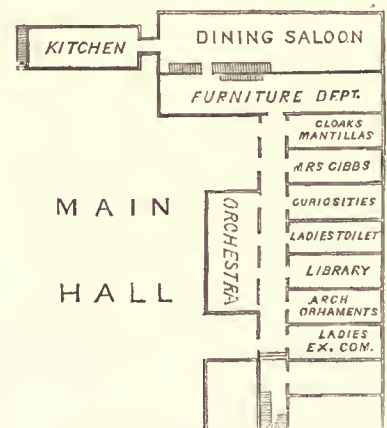 DINING SALOON
KITCHEN
FURNITURE DEPT.
CLOAKS
MANTILLAS
MRS GIBBS
CURIOSITIES
MAIN
HALL
ORCHESTRA
LADIES TOILET
LIBRARY
ARCH
ORNAMENTS
LADIES
EX. COM.